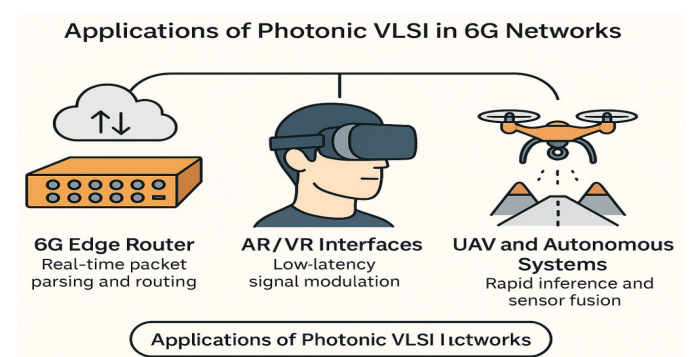 Applications of Photonic VLSI in 6G Networks
6G Edge Router
Real-time packet
parsing and routing
AR/VR Interfaces
Low-latency
signal modulation
UAV and Autonomous
Systems
Rapid inference and
sensor fusion
Applications of Photonic VLSI